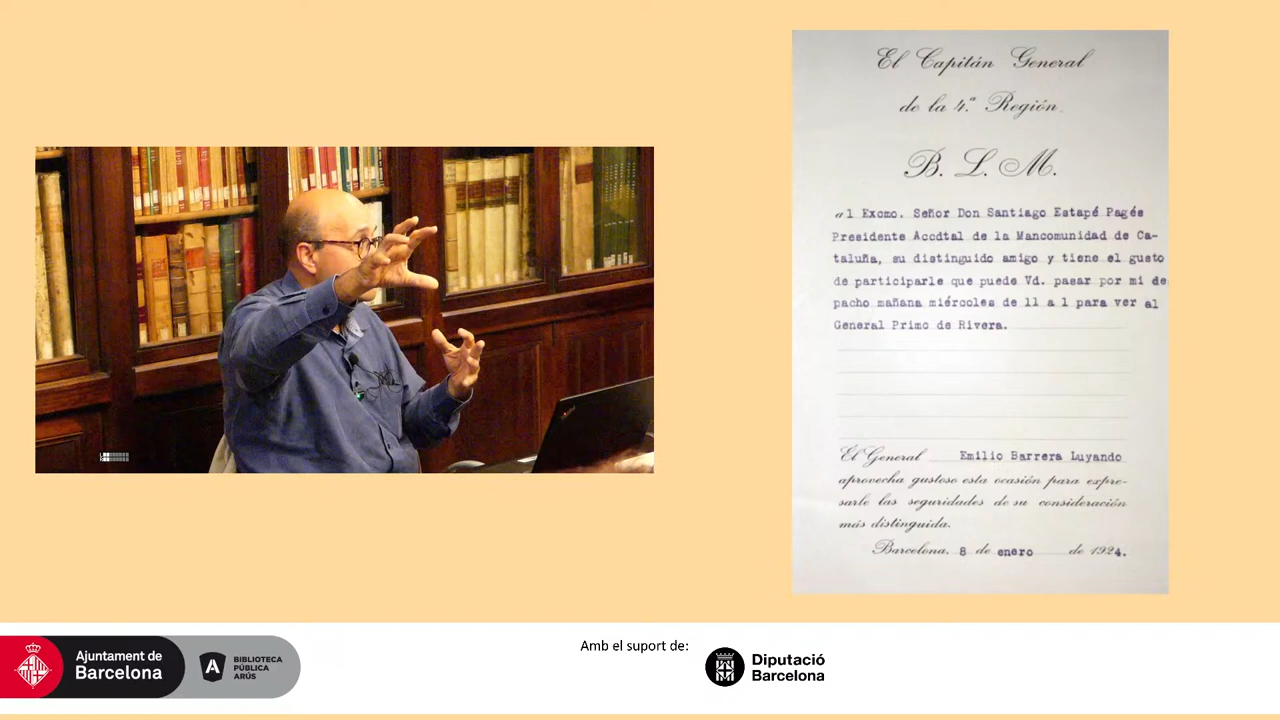 El Capitán General
de la 4.ª Región.
B. L. M.
al Excmo. Señor Don Santiago Estapé Pagés
Presidente Accdtal de la Mancomunidad de Ca-
taluña, su distinguido amigo y tiene el gusto
de participarle que puede Vd. pasar por mi de
pacho mañana miércoles de 11 a 1 para ver al
General Primo de Rivera.
El General Emilio Barrera Luyando
aprovecha gustoso esta ocasión para expre-
sarle las seguridades de su consideración
más distinguida.
Barcelona, 8 de enero de 1924.
Ajuntament de
Barcelona
A
BIBLIOTECA
PÚBLICA
ARÚS
Amb el suport de:
Diputació
Barcelona